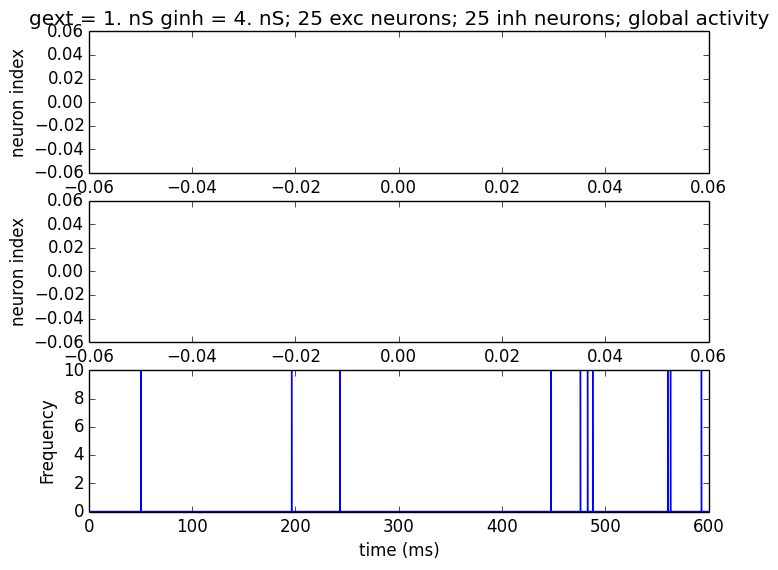 gext = 1. nS ginh = 4. nS; 25 exc neurons; 25 inh neurons; global activity
neuron index
0.06
0.04
0.02
0.00
−0.02
−0.04
−0.06
−0.06 −0.04 −0.02 0.00 0.02 0.04 0.06
neuron index
0.06
0.04
0.02
0.00
−0.02
−0.04
−0.06
−0.06 −0.04 −0.02 0.00 0.02 0.04 0.06
Frequency
10
8
6
4
2
0
0 100 200 300 400 500 600
time (ms)